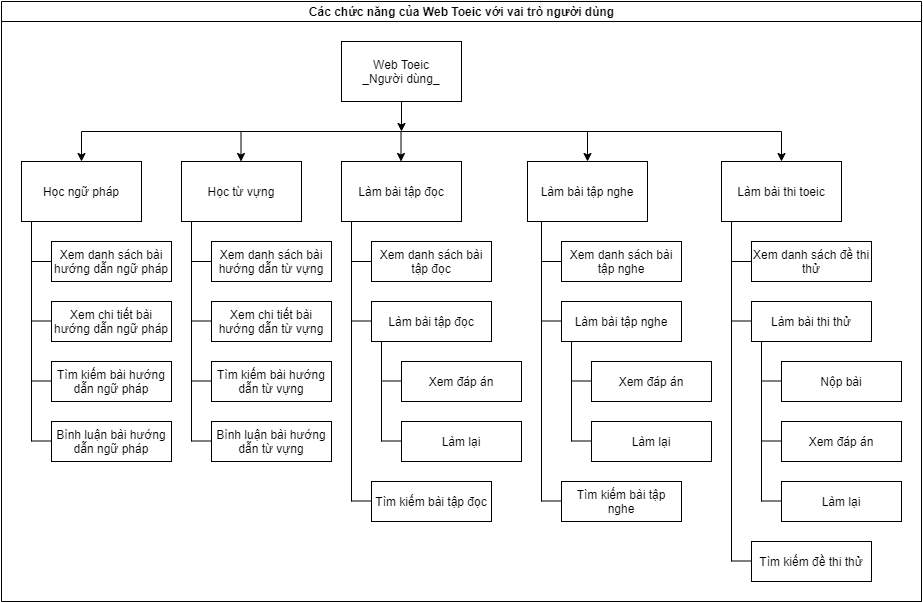 Các chức năng của Web Toeic với vai trò người dùng
Web Toeic
_Người dùng_
Học ngữ pháp
Xem danh sách bài
hướng dẫn ngữ pháp
Xem chi tiết bài
hướng dẫn ngữ pháp
Tìm kiếm bài hướng
dẫn ngữ pháp
Bình luận bài hướng
dẫn ngữ pháp
Học từ vựng
Xem danh sách bài
hướng dẫn từ vựng
Xem chi tiết bài
hướng dẫn từ vựng
Tìm kiếm bài hướng
dẫn từ vựng
Bình luận bài hướng
dẫn từ vựng
Làm bài tập đọc
Xem danh sách bài
tập đọc
Làm bài tập đọc
Xem đáp án
Làm lại
Tìm kiếm bài tập đọc
Làm bài tập nghe
Xem danh sách bài
tập nghe
Làm bài tập nghe
Xem đáp án
Làm lại
Tìm kiếm bài tập
nghe
Làm bài thi toeic
Xem danh sách đề thi
thử
Làm bài thi thử
Nộp bài
Xem đáp án
Làm lại
Tìm kiếm đề thi thử